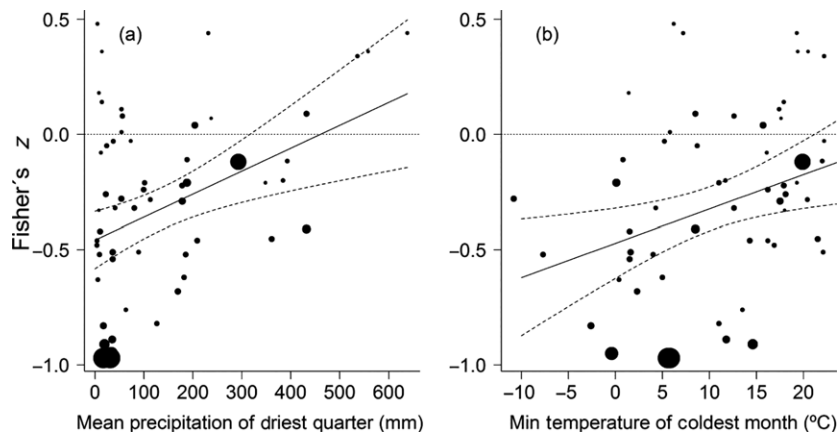 0.5
0.0
−0.5
−1.0
Fisher´s z
(a)
0 100 200 300 400 500 600
Mean precipitation of driest quarter (mm)
0.5
0.0
−0.5
−1.0
(b)
−10 −5 0 5 10 15 20
Min temperature of coldest month (ºC)